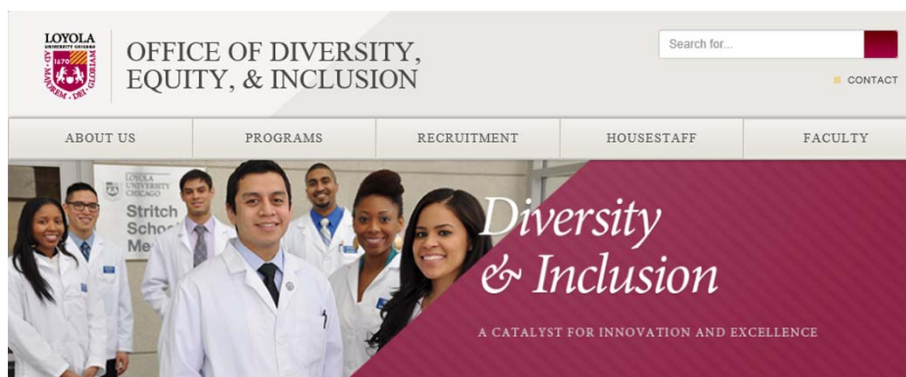 LOYOLA
UNIVERSITY CHICAGO
1870
AD · MAJOREM · DEI · GLORIAM
OFFICE OF DIVERSITY,
EQUITY, & INCLUSION
Search for...
CONTACT
ABOUT US
PROGRAMS
RECRUITMENT
HOUSESTAFF
FACULTY
LOYOLA
UNIVERSITY
CHICAGO
Stritch
School
Diversity
& Inclusion
A CATALYST FOR INNOVATION AND EXCELLENCE